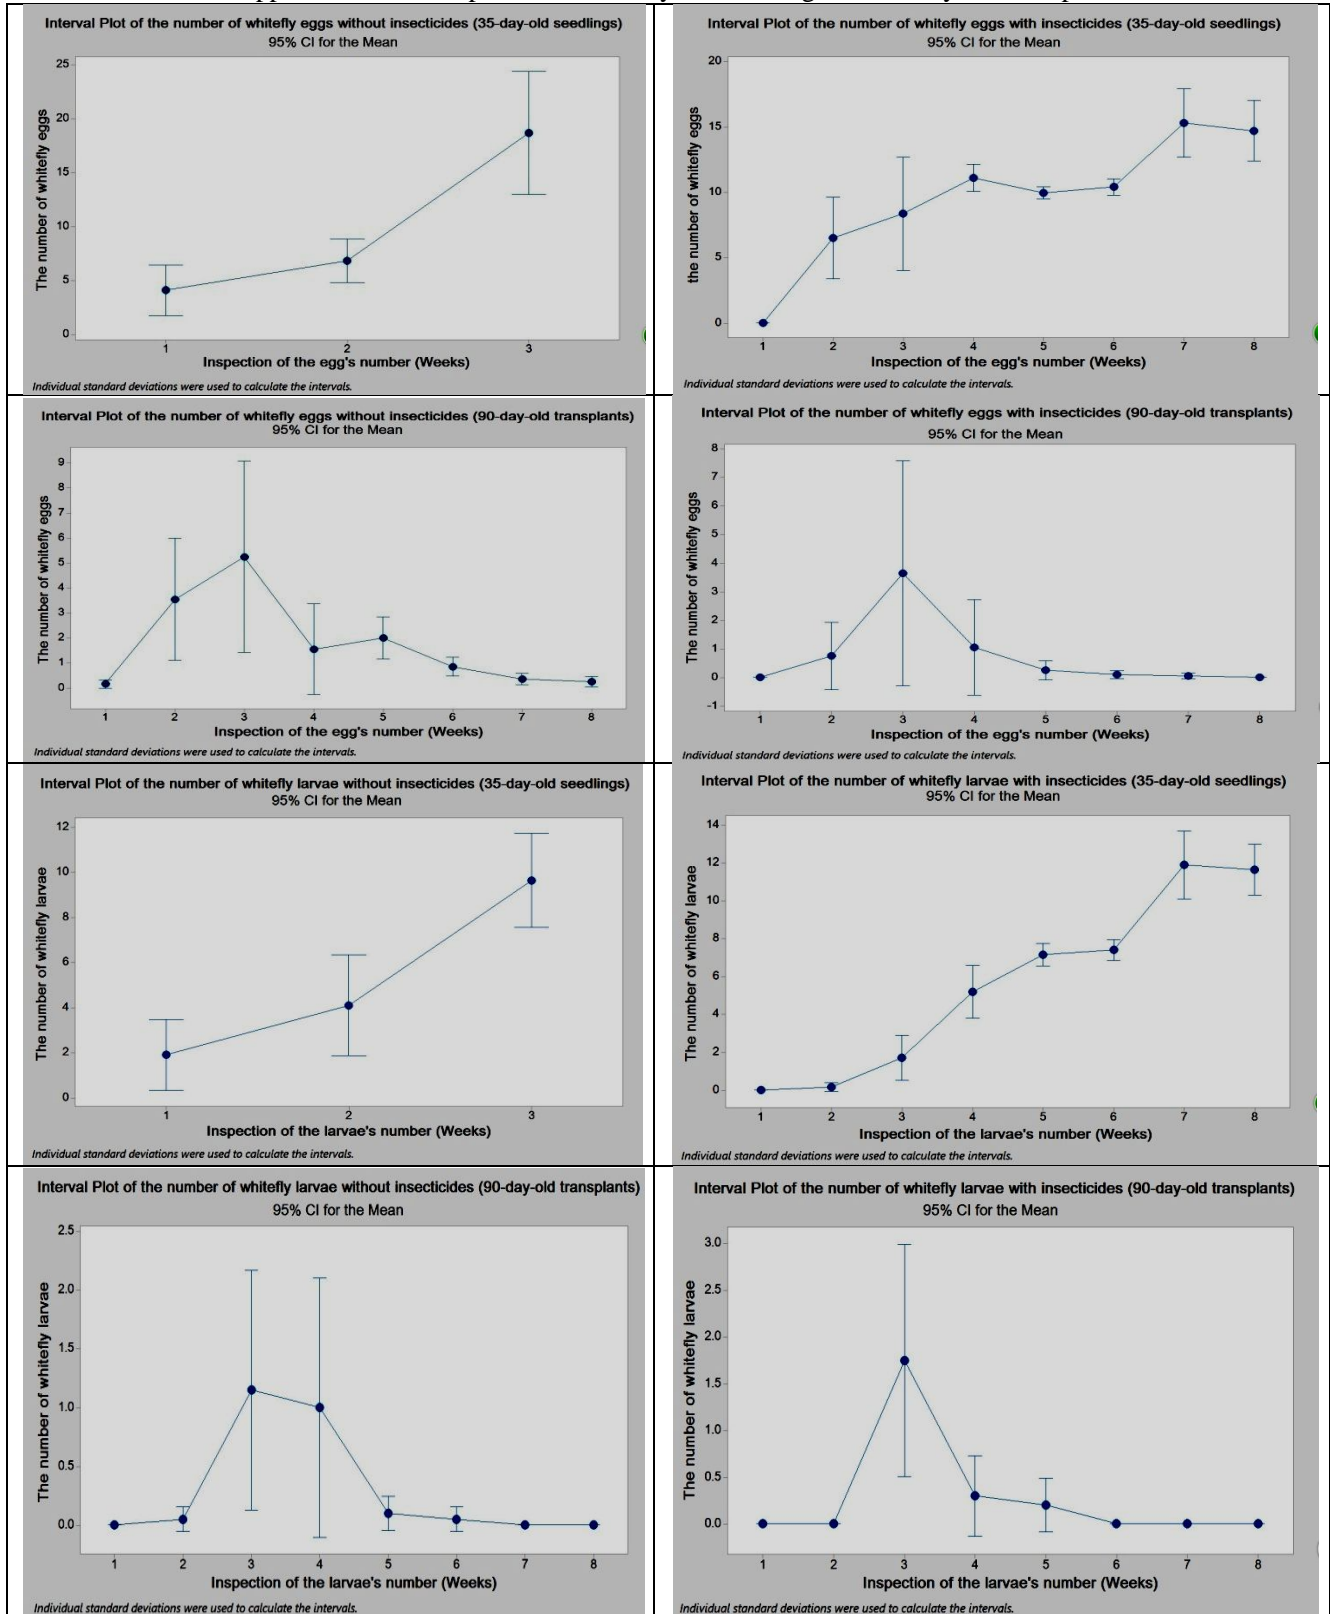 Interval Plot of the number of whitefly eggs without insecticides (35-day-old seedlings)
95% CI for the Mean
The number of whitefly eggs
25
20
15
10
5
0
1 2 3
Inspection of the egg's number (Weeks)
Individual standard deviations were used to calculate the intervals.
Interval Plot of the number of whitefly eggs with insecticides (35-day-old seedlings)
95% CI for the Mean
the number of whitefly eggs
20
15
10
5
0
1 2 3 4 5 6 7 8
Inspection of the egg's number (Weeks)
Individual standard deviations were used to calculate the intervals.
Interval Plot of the number of whitefly eggs without insecticides (90-day-old transplants)
95% CI for the Mean
The number of whitefly eggs
9
8
7
6
5
4
3
2
1
0
1 2 3 4 5 6 7 8
Inspection of the egg's number (Weeks)
Individual standard deviations were used to calculate the intervals.
Interval Plot of the number of whitefly eggs with insecticides (90-day-old transplants)
95% CI for the Mean
The number of whitefly eggs
8
7
6
5
4
3
2
1
0
-1
1 2 3 4 5 6 7 8
Inspection of the egg's number (Weeks)
Individual standard deviations were used to calculate the intervals.
Interval Plot of the number of whitefly larvae without insecticides (35-day-old seedlings)
95% CI for the Mean
The number of whitefly larvae
12
10
8
6
4
2
0
1 2 3
Inspection of the larvae's number (Weeks)
Individual standard deviations were used to calculate the intervals.
Interval Plot of the number of whitefly larvae with insecticides (35-day-old seedlings)
95% CI for the Mean
The number of whitefly larvae
14
12
10
8
6
4
2
0
1 2 3 4 5 6 7 8
Inspection of the larvae's number (Weeks)
Individual standard deviations were used to calculate the intervals.
Interval Plot of the number of whitefly larvae without insecticides (90-day-old transplants)
95% CI for the Mean
The number of whitefly larvae
2.5
2.0
1.5
1.0
0.5
0.0
1 2 3 4 5 6 7 8
Inspection of the larvae's number (Weeks)
Individual standard deviations were used to calculate the intervals.
Interval Plot of the number of whitefly larvae with insecticides (90-day-old transplants)
95% CI for the Mean
The number of whitefly larvae
3.0
2.5
2.0
1.5
1.0
0.5
0.0
1 2 3 4 5 6 7 8
Inspection of the larvae's number (Weeks)
Individual standard deviations were used to calculate the intervals.